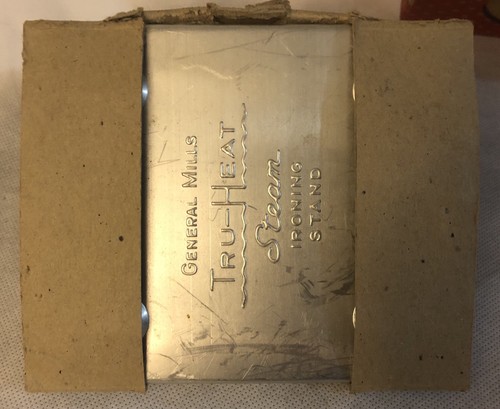 GENERAL MILLS
TRU-HEAT
Steam
IRONING
STAND